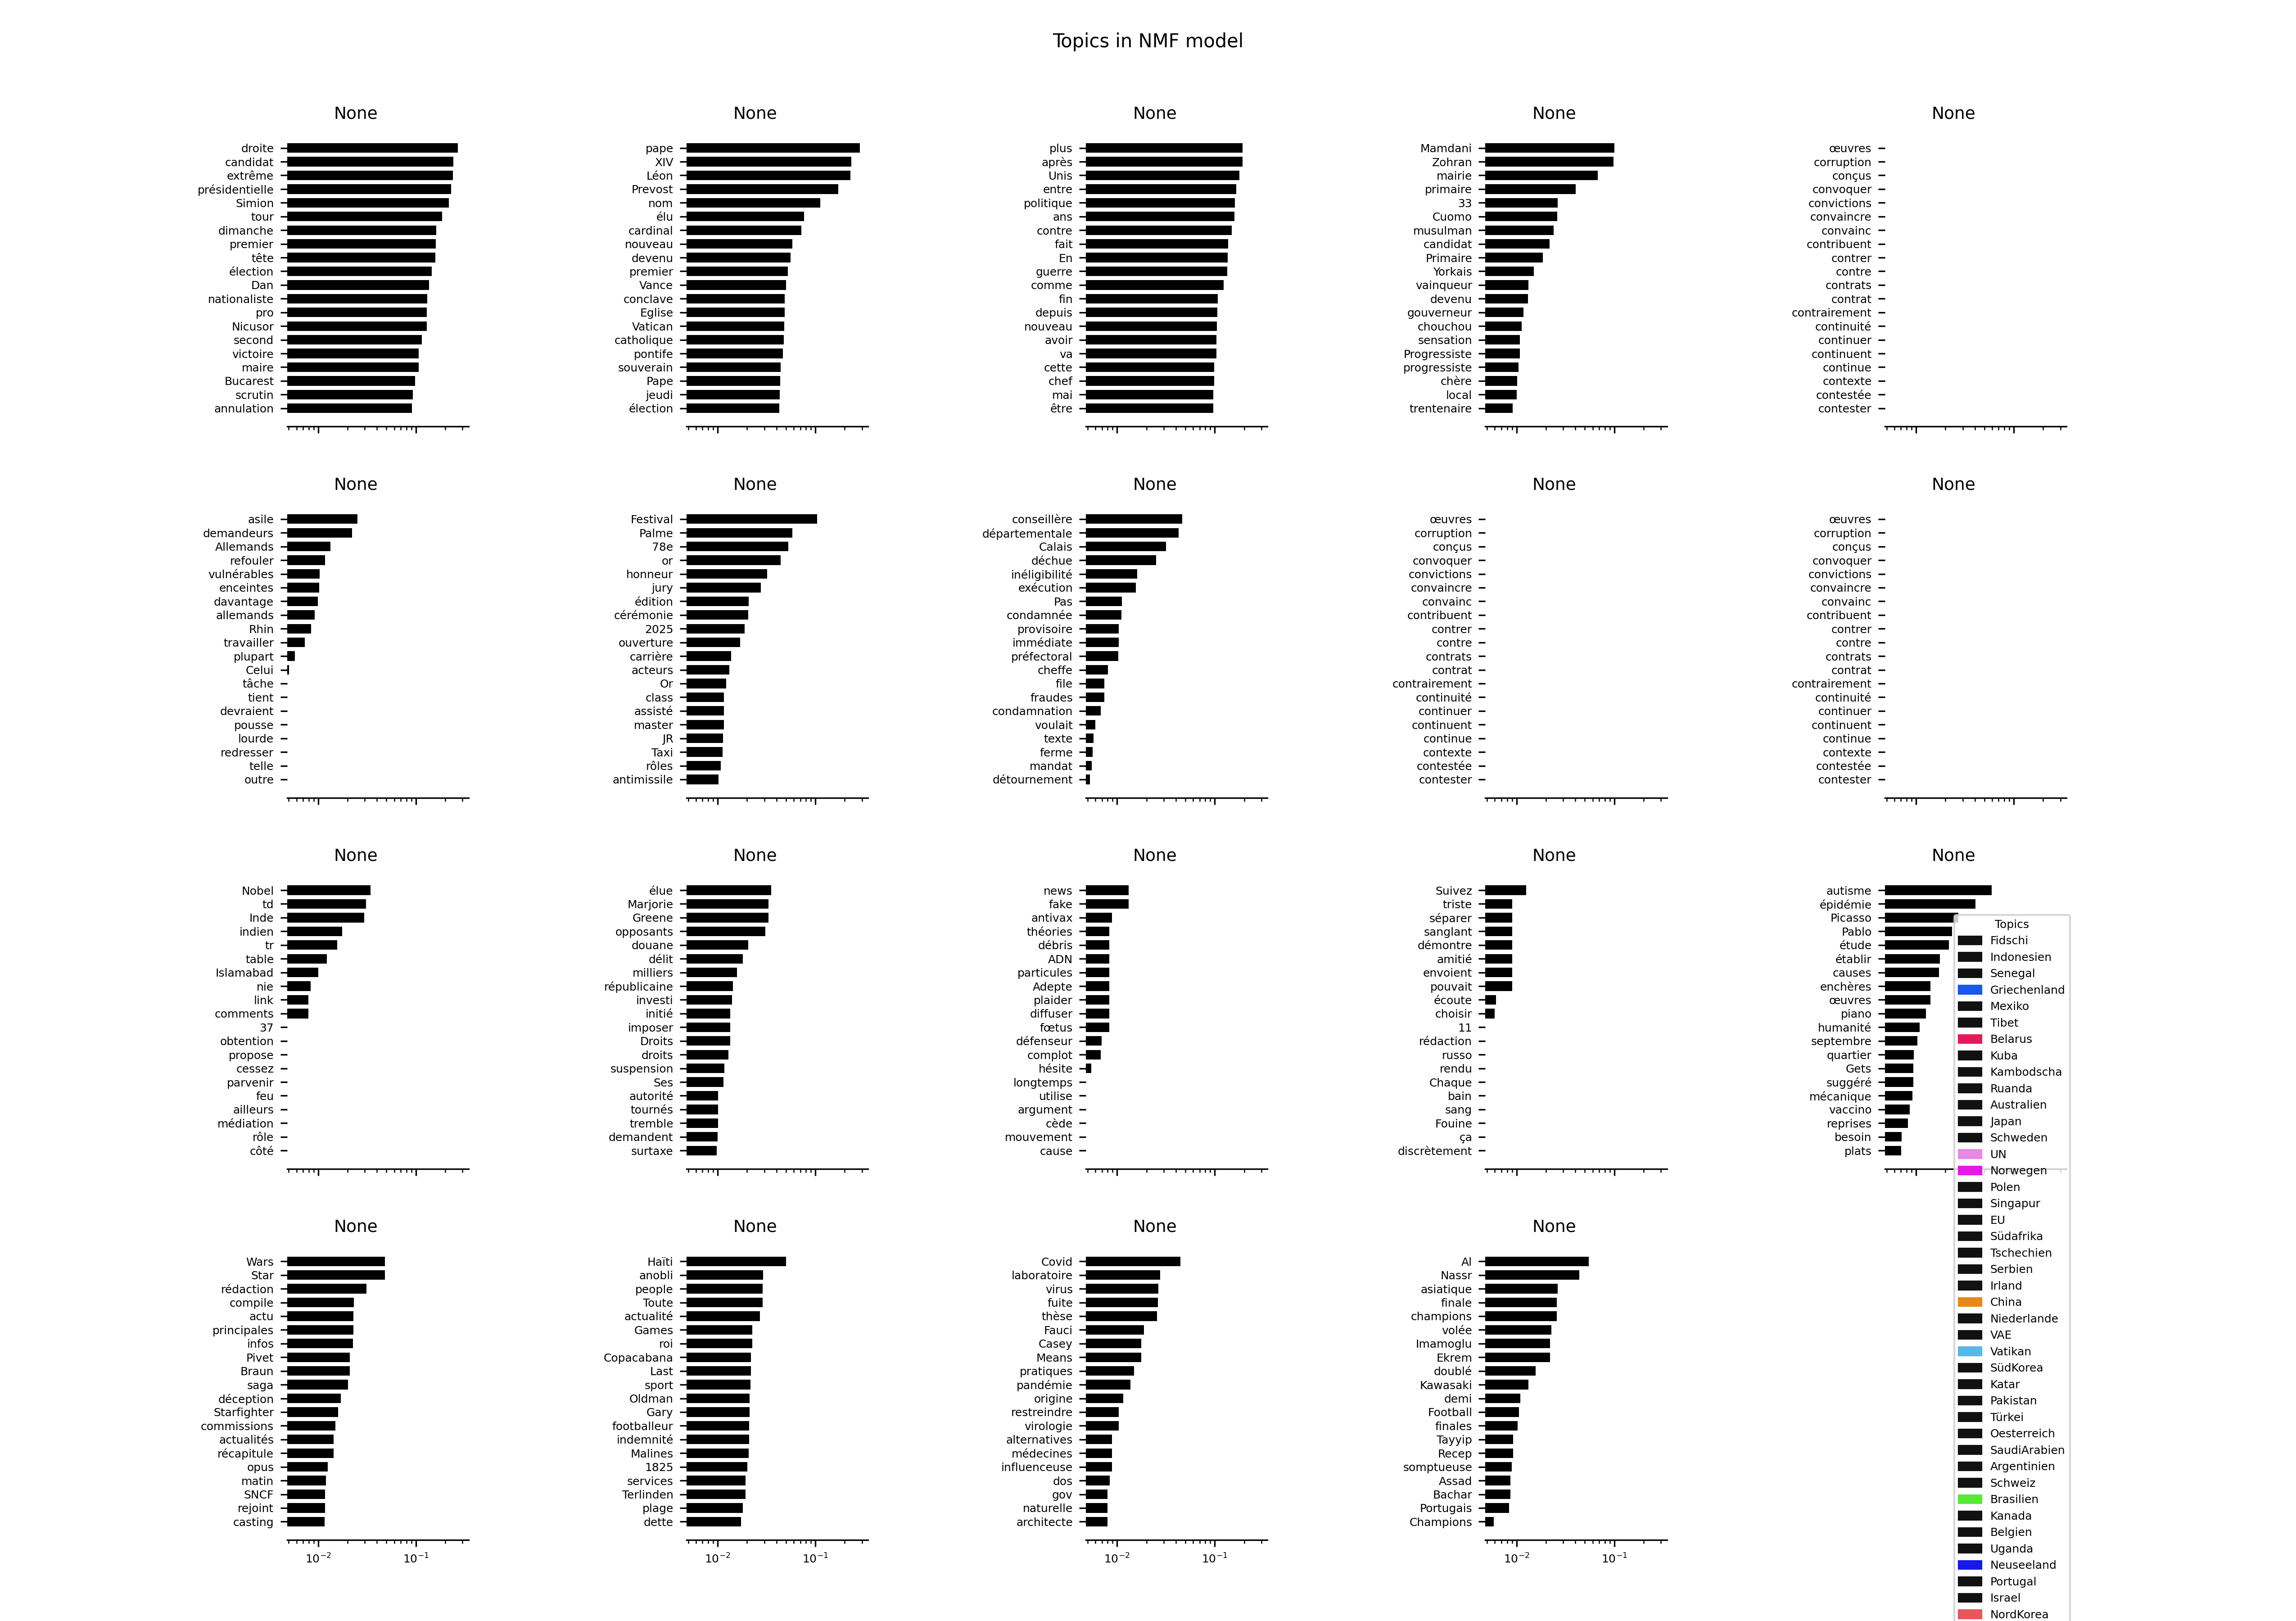 Topics in NMF model
None
droite
candidat
extrême
présidentielle
Simion
tour
dimanche
premier
tête
élection
Dan
nationaliste
pro
Nicusor
second
victoire
maire
Bucarest
scrutin
annulation
None
pape
XIV
Léon
Prevost
nom
élu
cardinal
nouveau
devenu
premier
Vance
conclave
Eglise
Vatican
catholique
pontife
souverain
Pape
jeudi
élection
None
plus
après
Unis
entre
politique
ans
contre
fait
En
guerre
comme
fin
depuis
nouveau
avoir
va
cette
chef
mai
être
None
Mamdani
Zohran
mairie
primaire
33
Cuomo
musulman
candidat
Primaire
Yorkais
vainqueur
devenu
gouverneur
chouchou
sensation
Progressiste
progressiste
chère
local
trentenaire
None
œuvres
corruption
conçus
convoquer
convictions
convaincre
convainc
contribuent
contrer
contre
contrats
contrat
contrairement
continuité
continuer
continuent
continue
contexte
contestée
contester
None
asile
demandeurs
Allemands
refouler
vulnérables
enceintes
davantage
allemands
Rhin
travailler
plupart
Celui
tâche
tient
devraient
pousse
lourde
redresser
telle
outre
None
Festival
Palme
78e
or
honneur
jury
édition
cérémonie
2025
ouverture
carrière
acteurs
Or
class
assisté
master
JR
Taxi
rôles
antimissile
None
conseillère
départementale
Calais
déchue
inéligibilité
exécution
Pas
condamnée
provisoire
immédiate
préfectoral
cheffe
file
fraudes
condamnation
voulait
texte
ferme
mandat
détournement
None
œuvres
corruption
conçus
convoquer
convictions
convaincre
convainc
contribuent
contrer
contre
contrats
contrat
contrairement
continuité
continuer
continuent
continue
contexte
contestée
contester
None
œuvres
corruption
conçus
convoquer
convictions
convaincre
convainc
contribuent
contrer
contre
contrats
contrat
contrairement
continuité
continuer
continuent
continue
contexte
contestée
contester
None
Nobel
td
Inde
indien
tr
table
Islamabad
nie
link
comments
37
obtention
propose
cessez
parvenir
feu
ailleurs
médiation
rôle
côté
None
élue
Marjorie
Greene
opposants
douane
délit
milliers
républicaine
investi
initié
imposer
Droits
droits
suspension
Ses
autorité
tournés
tremble
demandent
surtaxe
None
news
fake
antivax
théories
débris
ADN
particules
Adepte
plaider
diffuser
fœtus
défenseur
complot
hésite
longtemps
utilise
argument
cède
mouvement
cause
None
Suivez
triste
séparer
sanglant
démontre
amitié
envoient
pouvait
écoute
choisir
11
rédaction
russo
rendu
Chaque
bain
sang
Fouine
ça
discrètement
None
autisme
épidémie
Picasso
Pablo
étude
établir
causes
enchères
œuvres
piano
humanité
septembre
quartier
Gets
suggéré
mécanique
vaccino
reprises
besoin
plats
None
Wars
Star
rédaction
compile
actu
principales
infos
Pivet
Braun
saga
déception
Starfighter
commissions
actualités
récapitule
opus
matin
SNCF
rejoint
casting
10⁻² 10⁻¹
None
Haïti
anobli
people
Toute
actualité
Games
roi
Copacabana
Last
sport
Oldman
Gary
footballeur
indemnité
Malines
1825
services
Terlinden
plage
dette
10⁻² 10⁻¹
None
Covid
laboratoire
virus
fuite
thèse
Fauci
Casey
Means
pratiques
pandémie
origine
restreindre
virologie
alternatives
médecines
influenceuse
dos
gov
naturelle
architecte
10⁻² 10⁻¹
None
Al
Nassr
asiatique
finale
champions
volée
Imamoglu
Ekrem
doublé
Kawasaki
demi
Football
finales
Tayyip
Recep
somptueuse
Assad
Bachar
Portugais
Champions
10⁻² 10⁻¹
Topics
Fidschi
Indonesien
Senegal
Griechenland
Mexiko
Tibet
Belarus
Kuba
Kambodscha
Ruanda
Australien
Japan
Schweden
UN
Norwegen
Polen
Singapur
EU
Südafrika
Tschechien
Serbien
Irland
China
Niederlande
VAE
Vatikan
SüdKorea
Katar
Pakistan
Türkei
Oesterreich
SaudiArabien
Argentinien
Schweiz
Brasilien
Kanada
Belgien
Uganda
Neuseeland
Portugal
Israel
NordKorea